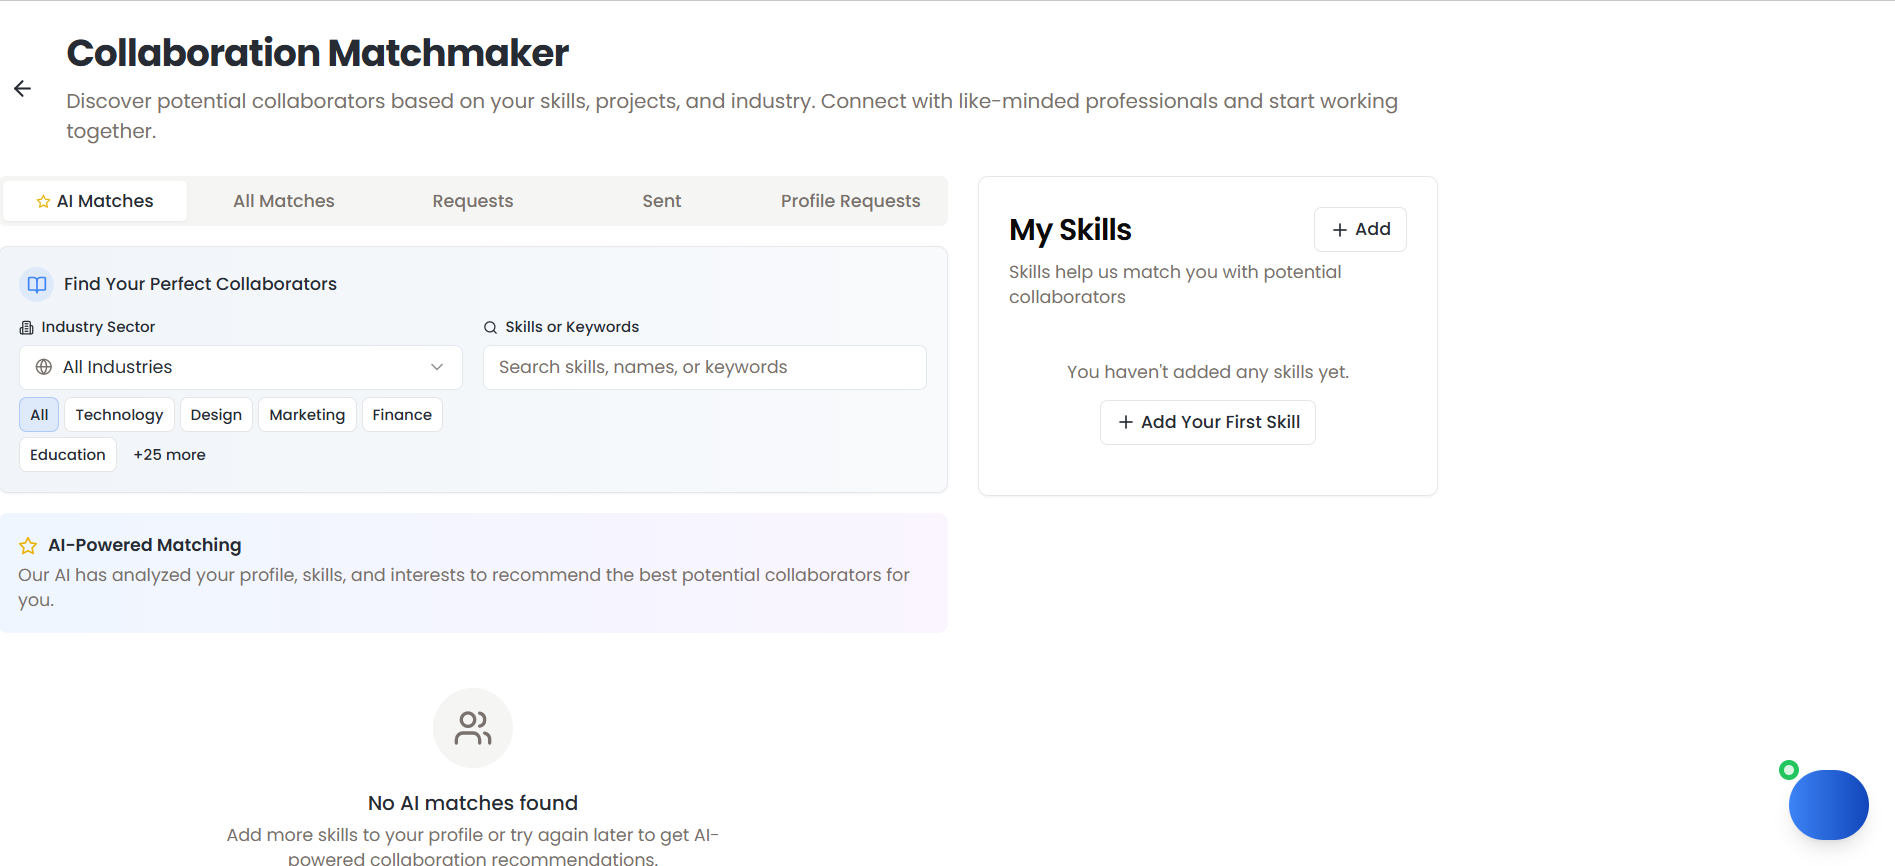 Collaboration Matchmaker
Discover potential collaborators based on your skills, projects, and industry. Connect with like-minded professionals and start working
together.
AI Matches
All Matches
Requests
Sent
Profile Requests
Find Your Perfect Collaborators
Industry Sector
All Industries
All
Technology
Design
Marketing
Finance
Education
+25 more
Skills or Keywords
Search skills, names, or keywords
AI-Powered Matching
Our AI has analyzed your profile, skills, and interests to recommend the best potential collaborators for
you.
No AI matches found
Add more skills to your profile or try again later to get AI-
powered collaboration recommendations.
My Skills
+ Add
Skills help us match you with potential
collaborators
You haven't added any skills yet.
+ Add Your First Skill